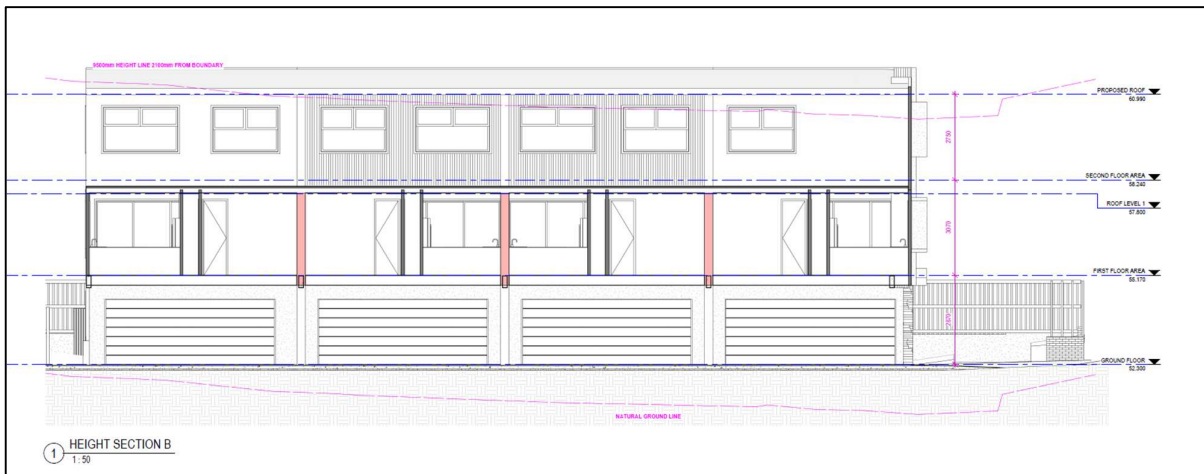 9500mm HEIGHT LINE 2100mm FROM BOUNDARY
PROPOSED ROOF
60.990
2750
SECOND FLOOR AREA
58.240
ROOF LEVEL 1
57.800
3070
FIRST FLOOR AREA
55.170
2870
GROUND FLOOR
52.300
NATURAL GROUND LINE
1
HEIGHT SECTION B
1 : 50